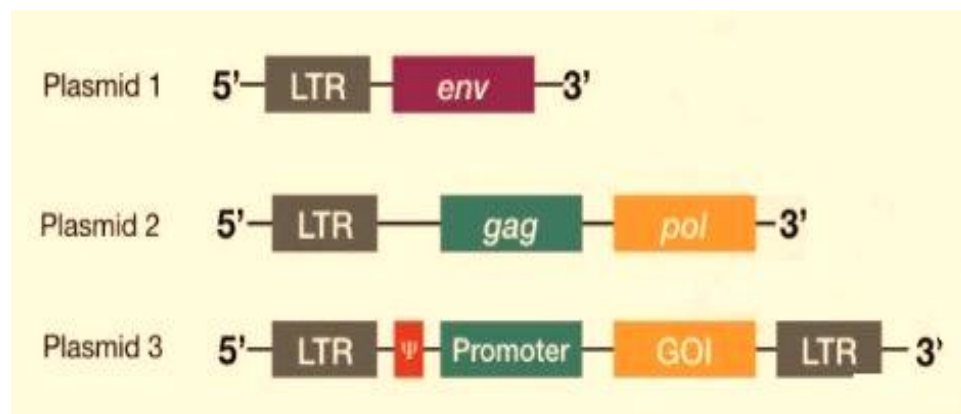 Plasmid 1 5' LTR env 3'
Plasmid 2 5' LTR gag pol 3'
Plasmid 3 5' LTR Ψ Promoter GOI LTR 3'